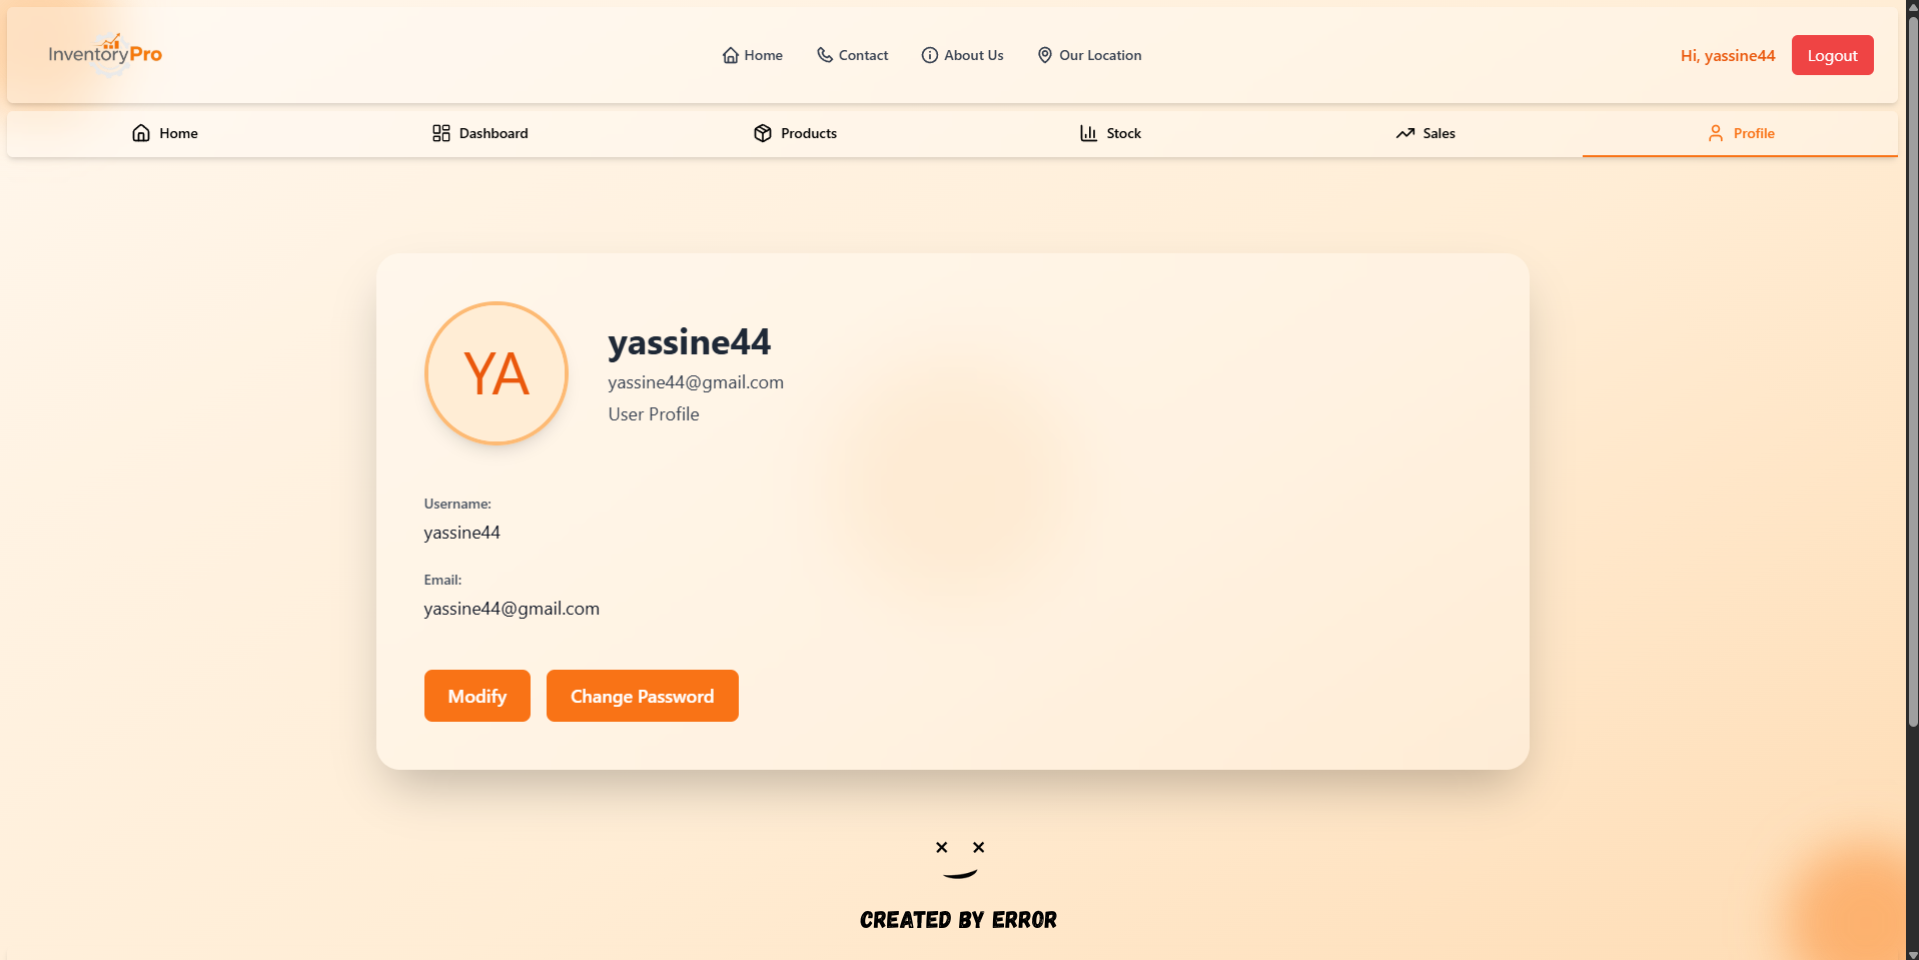 InventoryPro
Home
Contact
About Us
Our Location
Hi, yassine44
Logout
Home
Dashboard
Products
Stock
Sales
Profile
YA
yassine44
yassine44@gmail.com
User Profile
Username:
yassine44
Email:
yassine44@gmail.com
Modify
Change Password
CREATED BY ERROR